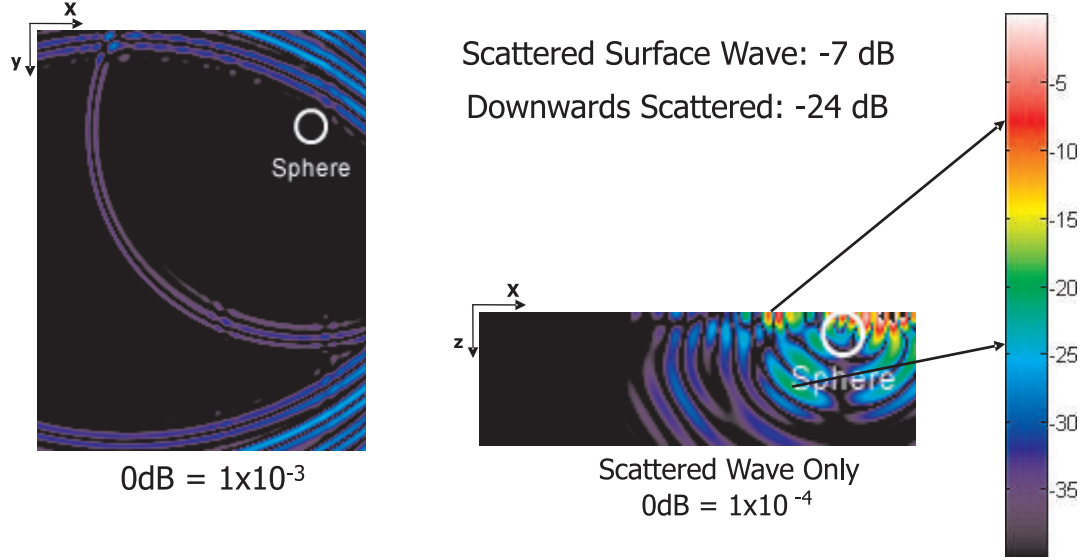 x
y
Sphere
0dB = 1x10-3
Scattered Surface Wave: -7 dB
Downwards Scattered: -24 dB
x
z
Sphere
Scattered Wave Only
0dB = 1x10 -4
-5
-10
-15
-20
-25
-30
-35